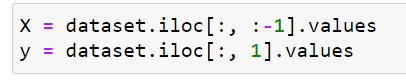 X = dataset.iloc[:, :-1].values
y = dataset.iloc[:, 1].values